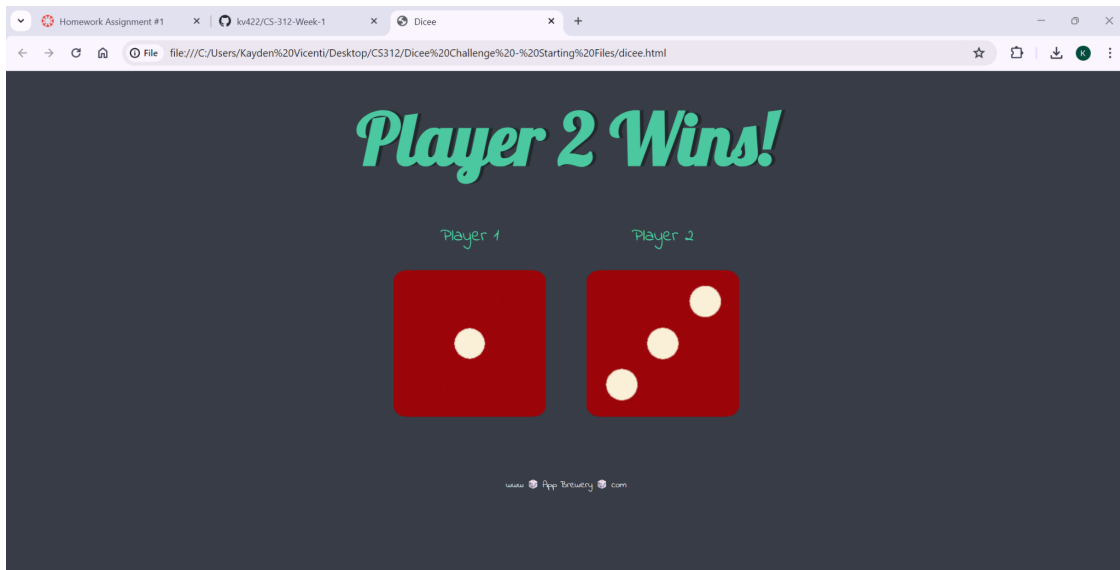 Homework Assignment #1
kv422/CS-312-Week-1
Dicee
File file:///C:/Users/Kayden%20Vicenti/Desktop/CS312/Dicee%20Challenge%20-%20Starting%20Files/dicee.html
K
Player 2 Wins!
Player 1 Player 2
www App Brewery com